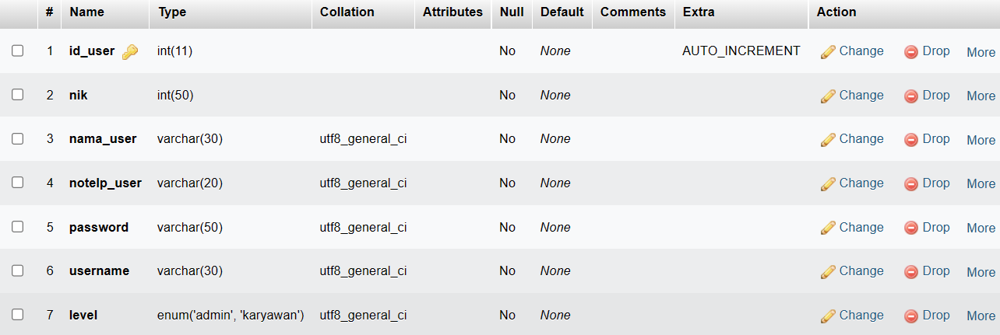 # Name Type Collation Attributes Null Default Comments Extra Action
1 id_user int(11) No None AUTO_INCREMENT Change Drop More
2 nik int(50) No None Change Drop More
3 nama_user varchar(30) utf8_general_ci No None Change Drop More
4 notelp_user varchar(20) utf8_general_ci No None Change Drop More
5 password varchar(50) utf8_general_ci No None Change Drop More
6 username varchar(30) utf8_general_ci No None Change Drop More
7 level enum('admin', 'karyawan') utf8_general_ci No None Change Drop More